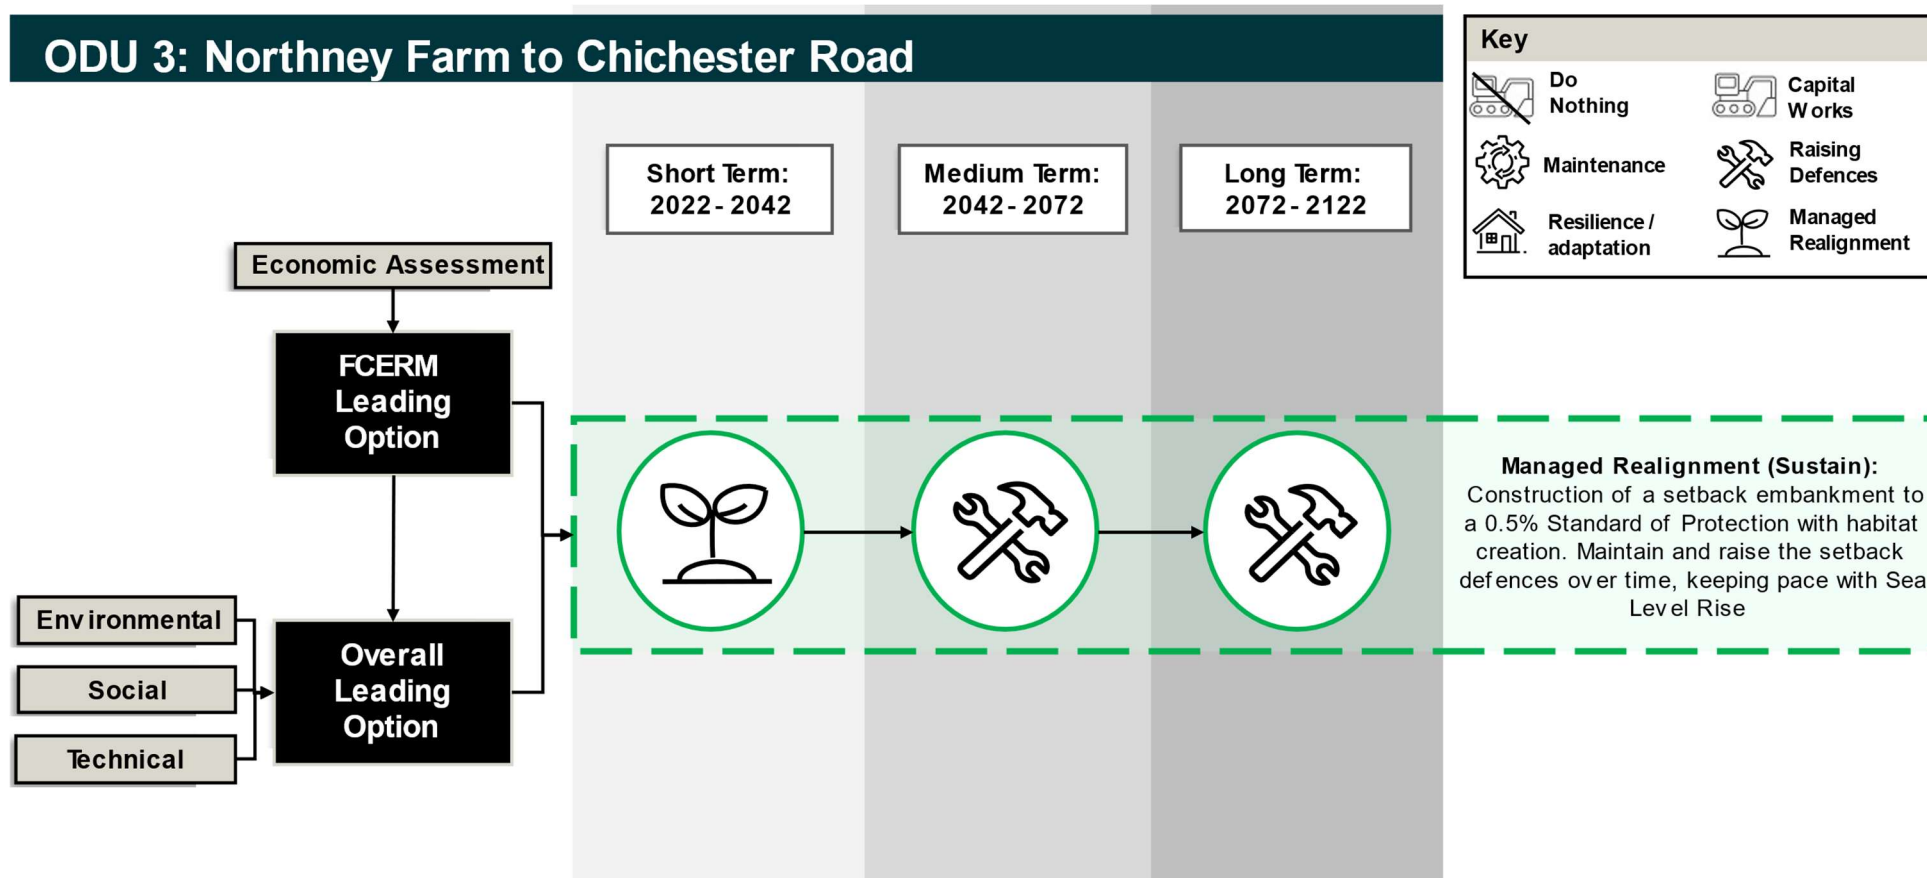 ODU 3: Northney Farm to Chichester Road
Key
Do
Nothing
Capital
Works
Maintenance
Raising
Defences
Resilience /
adaptation
Managed
Realignment
Short Term:
2022 - 2042
Medium Term:
2042 - 2072
Long Term:
2072 - 2122
Economic Assessment
FCERM
Leading
Option
Environmental
Social
Technical
Overall
Leading
Option
Managed Realignment (Sustain):
Construction of a setback embankment to
a 0.5% Standard of Protection with habitat
creation. Maintain and raise the setback
defences over time, keeping pace with Sea
Level Rise